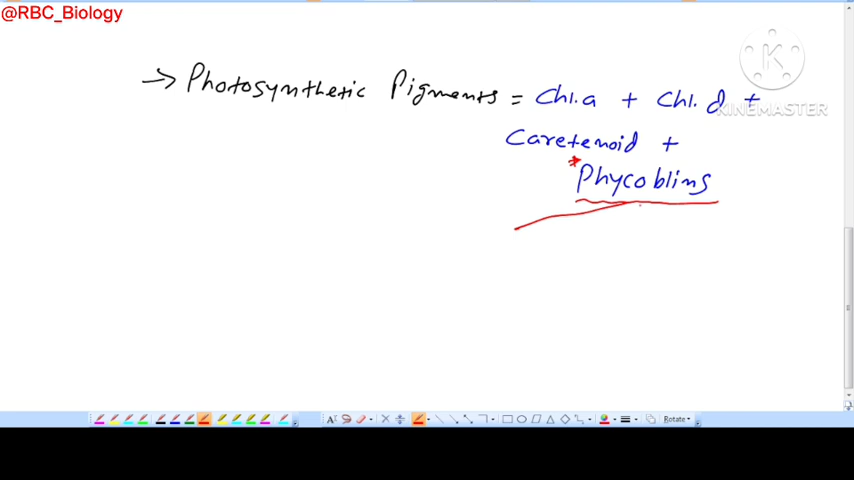 @RBC_Biology
→ Photosynthetic Pigments = Chl.a + Chl.d +
KINEMASTER
Caretenoid +
*Phycoblins
Rotate